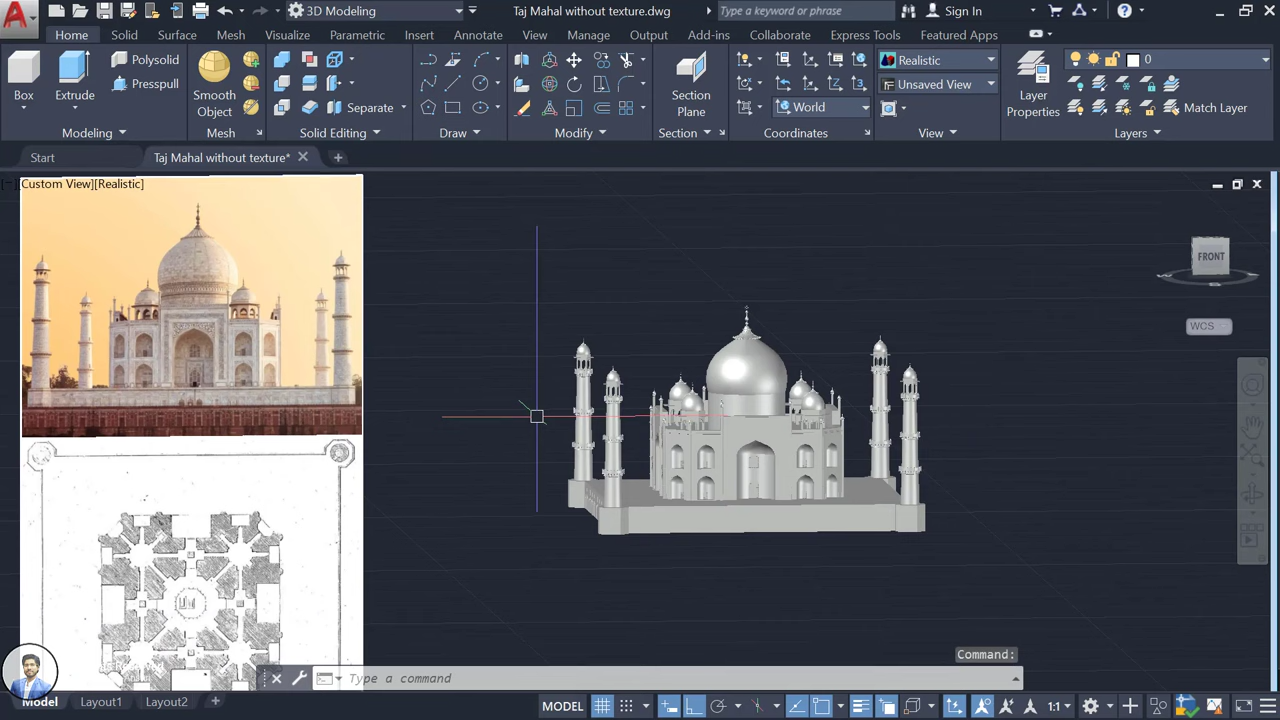 A
3D Modeling
Taj Mahal without texture.dwg
Type a keyword or phrase
Sign In
Home
Solid
Surface
Mesh
Visualize
Parametric
Insert
Annotate
View
Manage
Output
Add-ins
Collaborate
Express Tools
Featured Apps
Polysolid
Presspull
Box
Extrude
Smooth
Object
Separate
Section
Plane
World
Realistic
Unsaved View
Layer
Properties
0
Match Layer
Modeling
Mesh
Solid Editing
Draw
Modify
Section
Coordinates
View
Layers
Start
Taj Mahal without texture*
[−][Custom View][Realistic]
FRONT
WCS
Command:
Type a command
Model
Layout1
Layout2
MODEL
1:1